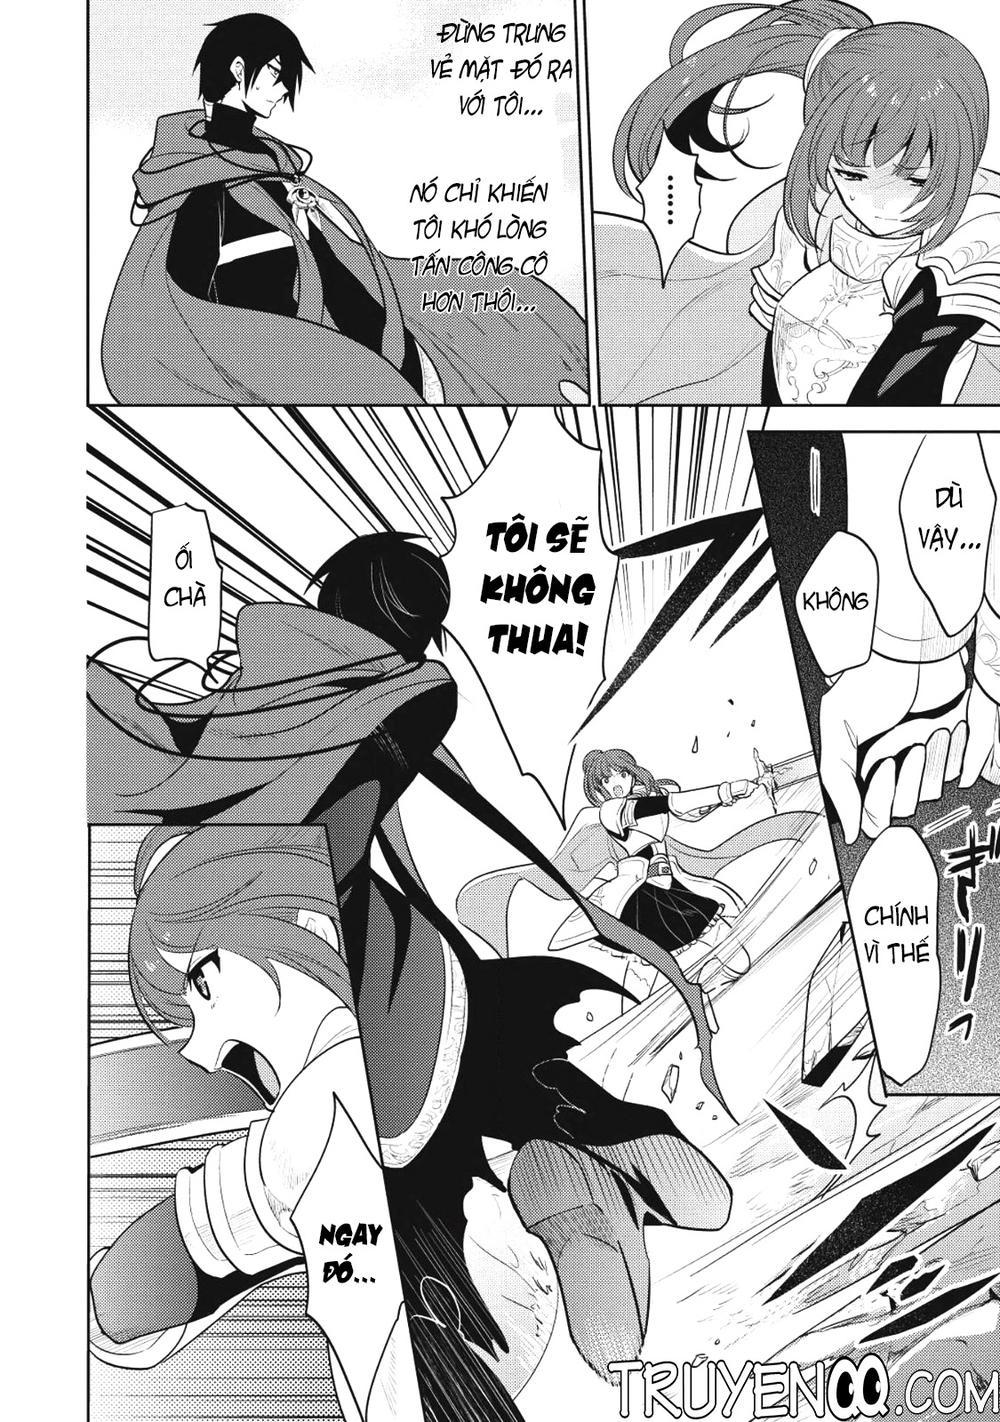 ......
ĐỪNG TRƯNG
VẺ MẶT ĐÓ RA
VỚI TÔI...
NÓ CHỈ KHIẾN
TÔI KHÓ LÒNG
TẤN CÔNG CÔ
HƠN THÔI...
DÙ
VẬY...
KHÔNG
CHÍNH
VÌ THẾ
TÔI SẼ
KHÔNG
THUA!
ỐI
CHÀ
NGAY
ĐÓ...
TRUYENQQ.COM